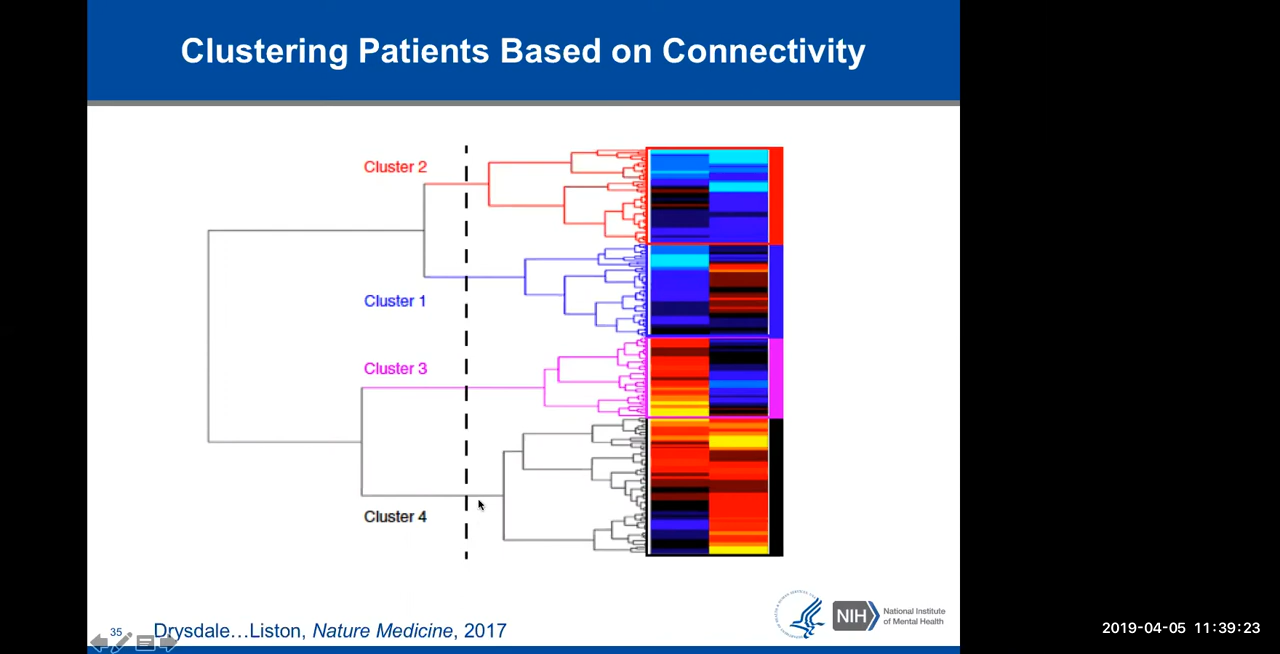 Clustering Patients Based on Connectivity
Cluster 2
Cluster 1
Cluster 3
Cluster 4
35
Drysdale…Liston, Nature Medicine, 2017
NIH
National Institute
of Mental Health
2019-04-05 11:39:23